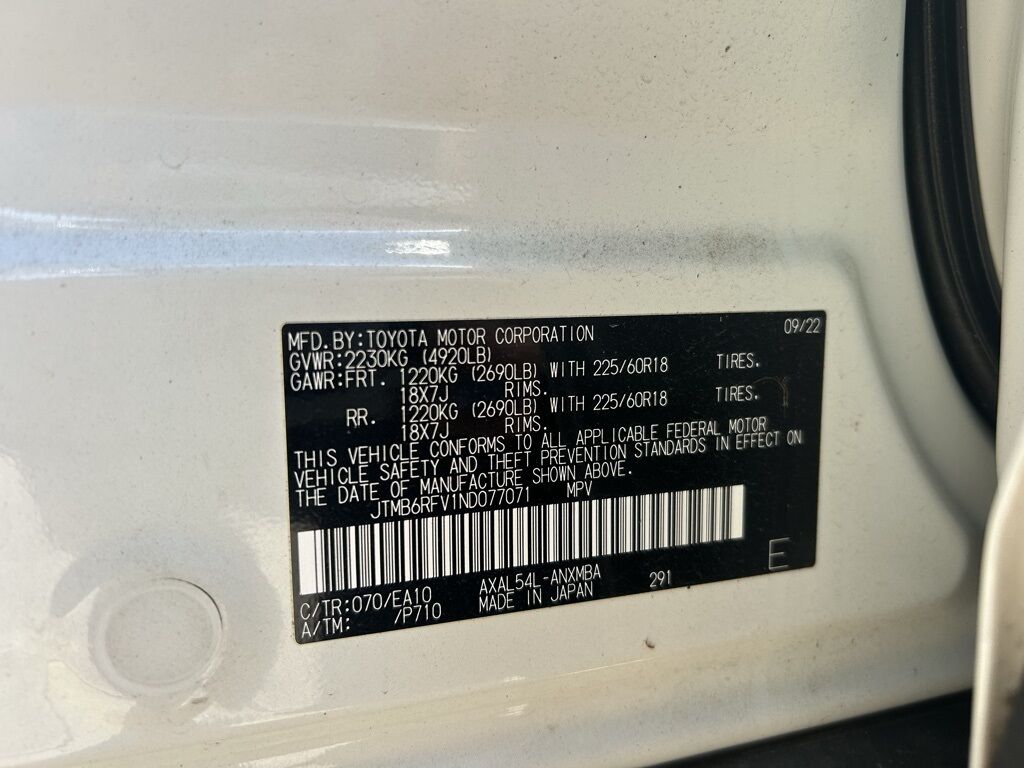 MFD. BY: TOYOTA MOTOR CORPORATION 09/22
GVWR: 2230KG (4920LB)
GAWR: FRT. 1220KG (2690LB) WITH 225/60R18 TIRES.
18X7J RIMS.
RR. 1220KG (2690LB) WITH 225/60R18 TIRES.
18X7J RIMS.
THIS VEHICLE CONFORMS TO ALL APPLICABLE FEDERAL MOTOR
VEHICLE SAFETY AND THEFT PREVENTION STANDARDS IN EFFECT ON
THE DATE OF MANUFACTURE SHOWN ABOVE.
JTMB6RFV1ND077071 MPV
E
C/TR: 070/EA10 AXAL54L-ANXMBA 291
A/TM: /P710 MADE IN JAPAN